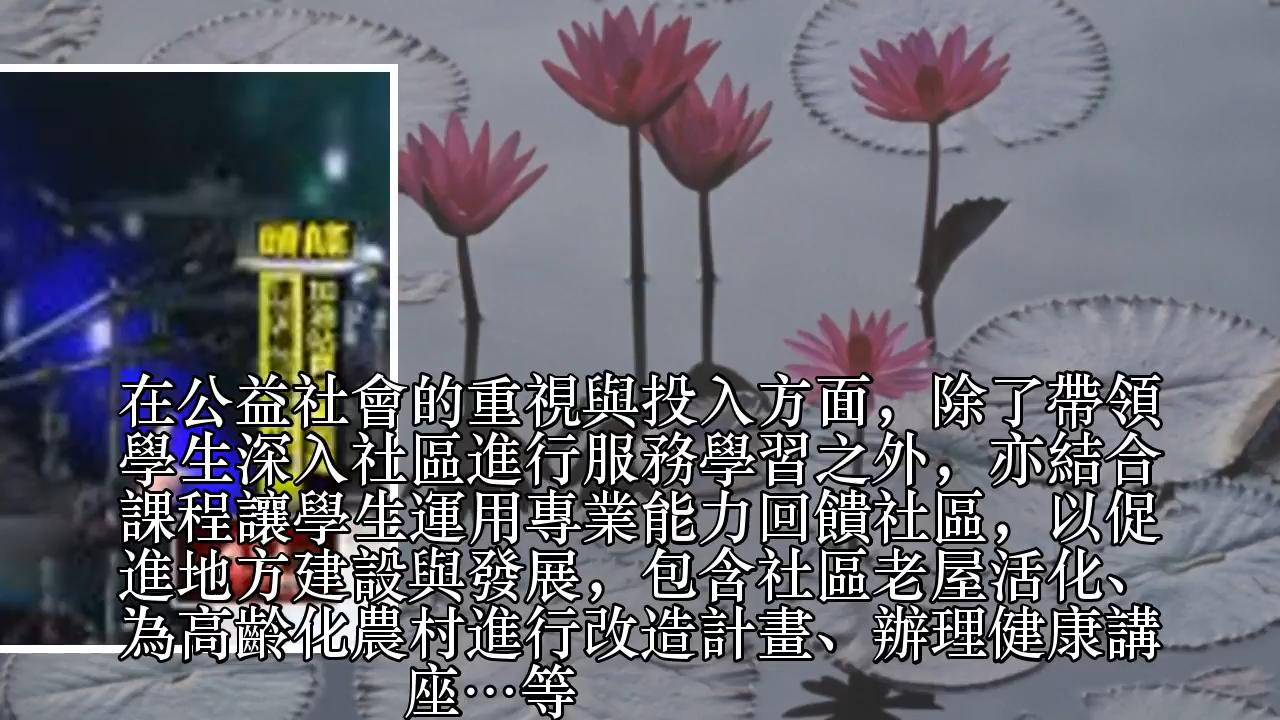 在公益社會的重視與投入方面，除了帶領
學生深入社區進行服務學習之外，亦結合
課程讓學生運用專業能力回饋社區，以促
進地方建設與發展，包含社區老屋活化、
為高齡化農村進行改造計畫、辦理健康講
座…等